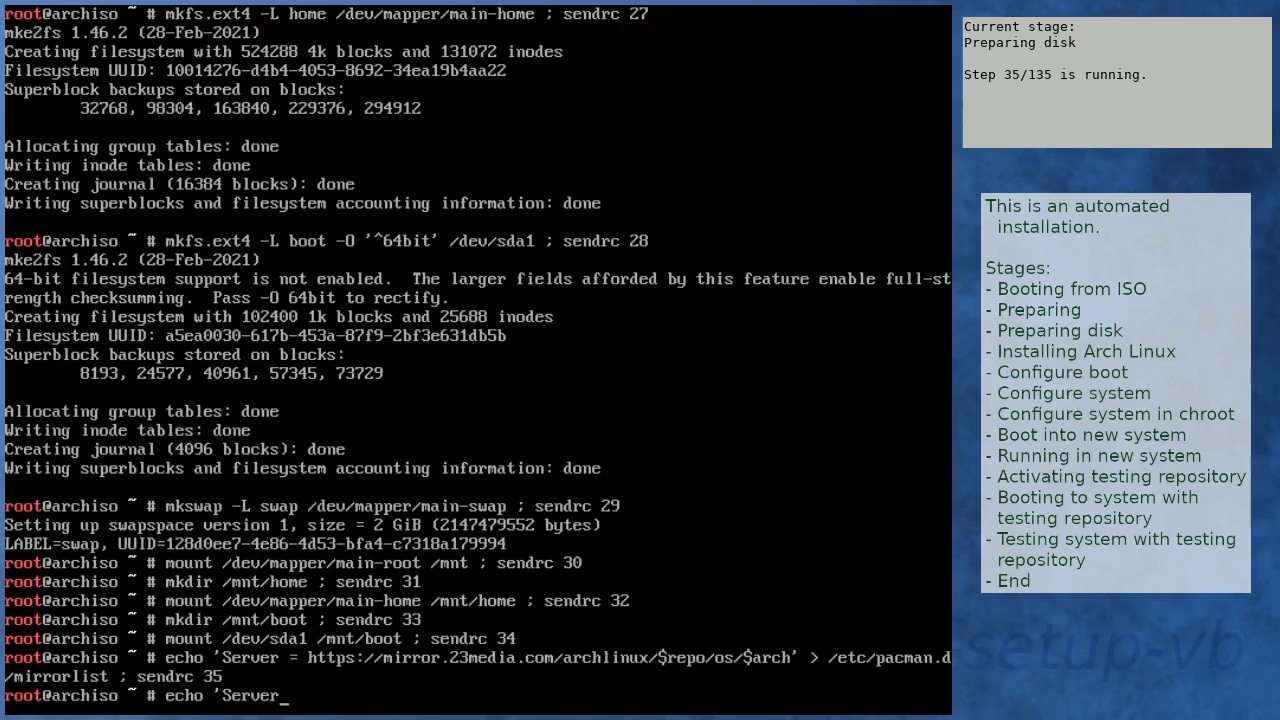 root@archiso ~ # mkfs.ext4 -L home /dev/mapper/main-home ; sendrc 27
mke2fs 1.46.2 (28-Feb-2021)
Creating filesystem with 524288 4k blocks and 131072 inodes
Filesystem UUID: 10014276-d4b4-4053-8692-34ea19b4aa22
Superblock backups stored on blocks:
        32768, 98304, 163840, 229376, 294912

Allocating group tables: done
Writing inode tables: done
Creating journal (16384 blocks): done
Writing superblocks and filesystem accounting information: done

root@archiso ~ # mkfs.ext4 -L boot -O '^64bit' /dev/sda1 ; sendrc 28
mke2fs 1.46.2 (28-Feb-2021)
64-bit filesystem support is not enabled.  The larger fields afforded by this feature enable full-st
rength checksumming.  Pass -O 64bit to rectify.
Creating filesystem with 102400 1k blocks and 25688 inodes
Filesystem UUID: a5ea0030-617b-453a-87f9-2bf3e631db5b
Superblock backups stored on blocks:
        8193, 24577, 40961, 57345, 73729

Allocating group tables: done
Writing inode tables: done
Creating journal (4096 blocks): done
Writing superblocks and filesystem accounting information: done

root@archiso ~ # mkswap -L swap /dev/mapper/main-swap ; sendrc 29
Setting up swapspace version 1, size = 2 GiB (2147479552 bytes)
LABEL=swap, UUID=128d0ee7-4e86-4d53-bfa4-c7318a179994
root@archiso ~ # mount /dev/mapper/main-root /mnt ; sendrc 30
root@archiso ~ # mkdir /mnt/home ; sendrc 31
root@archiso ~ # mount /dev/mapper/main-home /mnt/home ; sendrc 32
root@archiso ~ # mkdir /mnt/boot ; sendrc 33
root@archiso ~ # mount /dev/sda1 /mnt/boot ; sendrc 34
root@archiso ~ # echo 'Server = https://mirror.23media.com/archlinux/$repo/os/$arch' > /etc/pacman.d
/mirrorlist ; sendrc 35
root@archiso ~ # echo 'Server_
Current stage:
Preparing disk

Step 35/135 is running.
This is an automated
installation.

Stages:
- Booting from ISO
- Preparing
- Preparing disk
- Installing Arch Linux
- Configure boot
- Configure system
- Configure system in chroot
- Boot into new system
- Running in new system
- Activating testing repository
- Booting to system with
testing repository
- Testing system with testing
repository
- End
setup-vb